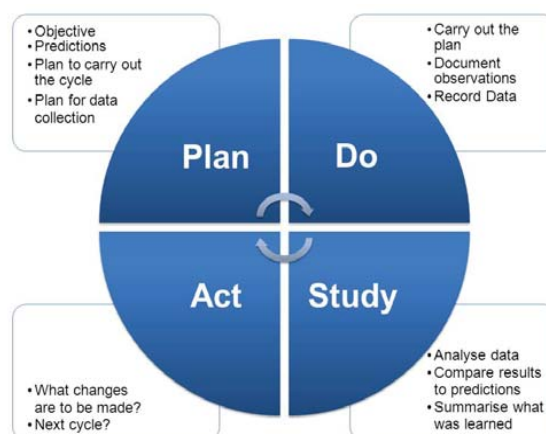 • Objective
• Predictions
• Plan to carry out
the cycle
• Plan for data
collection
• Carry out the
plan
• Document
observations
• Record Data
Plan
Do
Act
Study
• What changes
are to be made?
• Next cycle?
• Analyse data
• Compare results
to predictions
• Summarise what
was learned